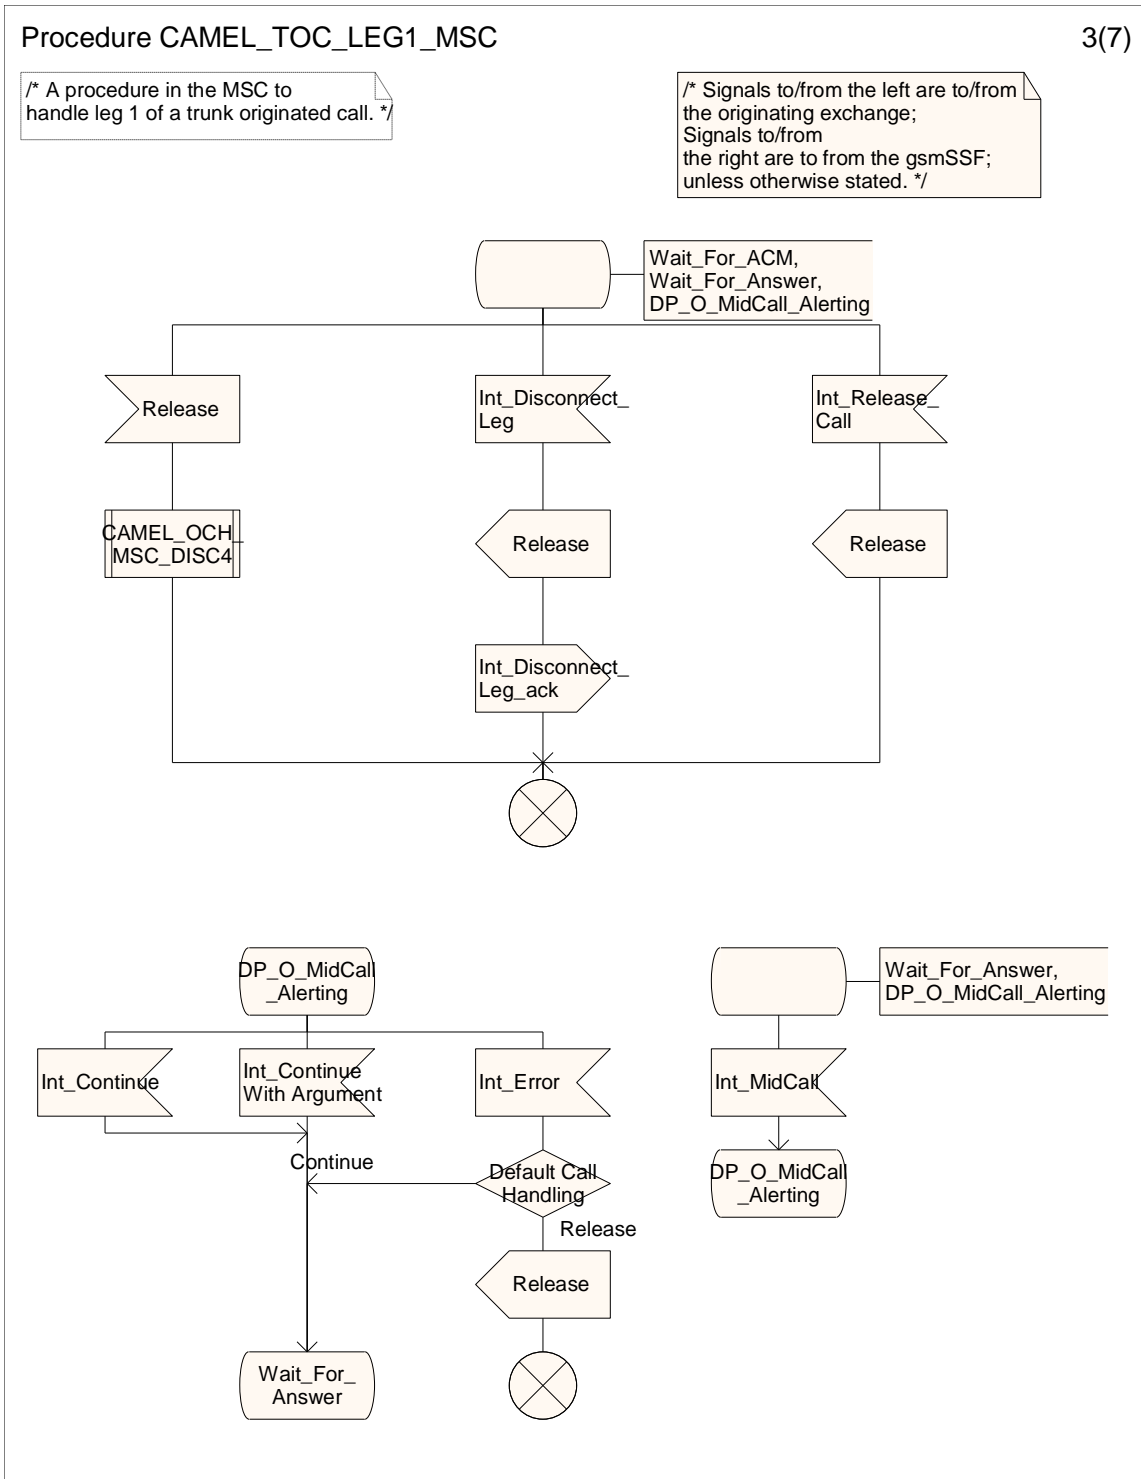 Procedure CAMEL_TOC_LEG1_MSC
3(7)
/* A procedure in the MSC to
handle leg 1 of a trunk originated call. */
/* Signals to/from the left are to/from
the originating exchange;
Signals to/from
the right are to from the gsmSSF;
unless otherwise stated. */
Wait_For_ACM,
Wait_For_Answer,
DP_O_MidCall_Alerting
Release
Int_Disconnect_
Leg
Int_Release_
Call
CAMEL_OCH_
MSC_DISC4
Release
Release
Int_Disconnect_
Leg_ack
DP_O_MidCall
_Alerting
Wait_For_Answer,
DP_O_MidCall_Alerting
Int_Continue
Int_Continue
With Argument
Int_Error
Int_MidCall
Continue
Default Call
Handling
DP_O_MidCall
_Alerting
Release
Release
Wait_For_
Answer